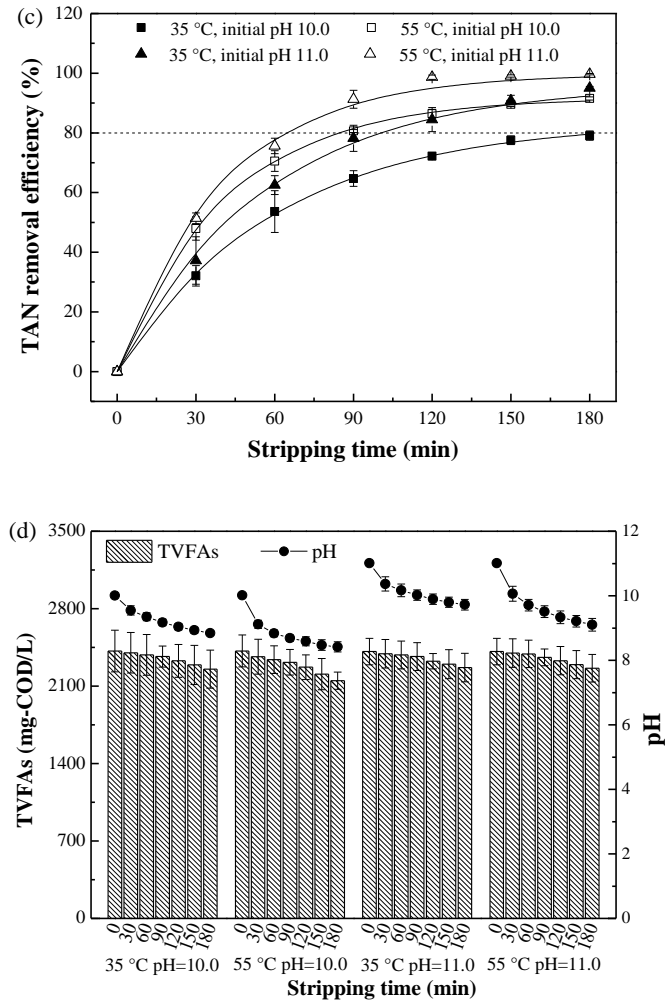 (c)
35 °C, initial pH 10.0 55 °C, initial pH 10.0
35 °C, initial pH 11.0 55 °C, initial pH 11.0
TAN removal efficiency (%)
120
100
80
60
40
20
0
0 30 60 90 120 150 180
Stripping time (min)
(d)
TVFAs pH
TVFAs (mg-COD/L)
3500
2800
2100
1400
700
0
12
10
8
6
4
2
0
pH
0 30 60 90 120 150 180 0 30 60 90 120 150 180 0 30 60 90 120 150 180 0 30 60 90 120 150 180
35 °C pH=10.0 55 °C pH=10.0 35 °C pH=11.0 55 °C pH=11.0
Stripping time (min)